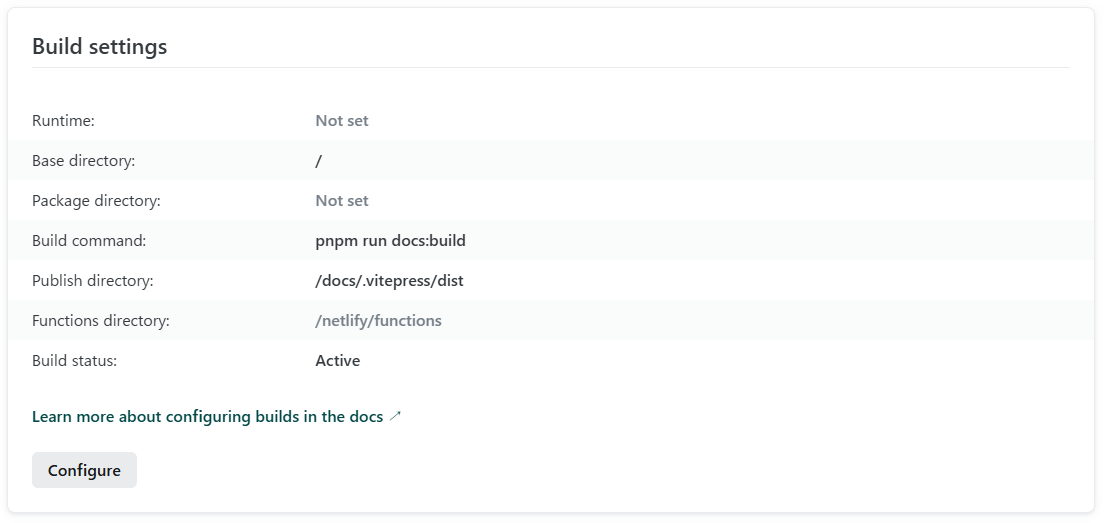 Build settings
Runtime: Not set
Base directory: /
Package directory: Not set
Build command: pnpm run docs:build
Publish directory: /docs/.vitepress/dist
Functions directory: /netlify/functions
Build status: Active
Learn more about configuring builds in the docs ↗
Configure